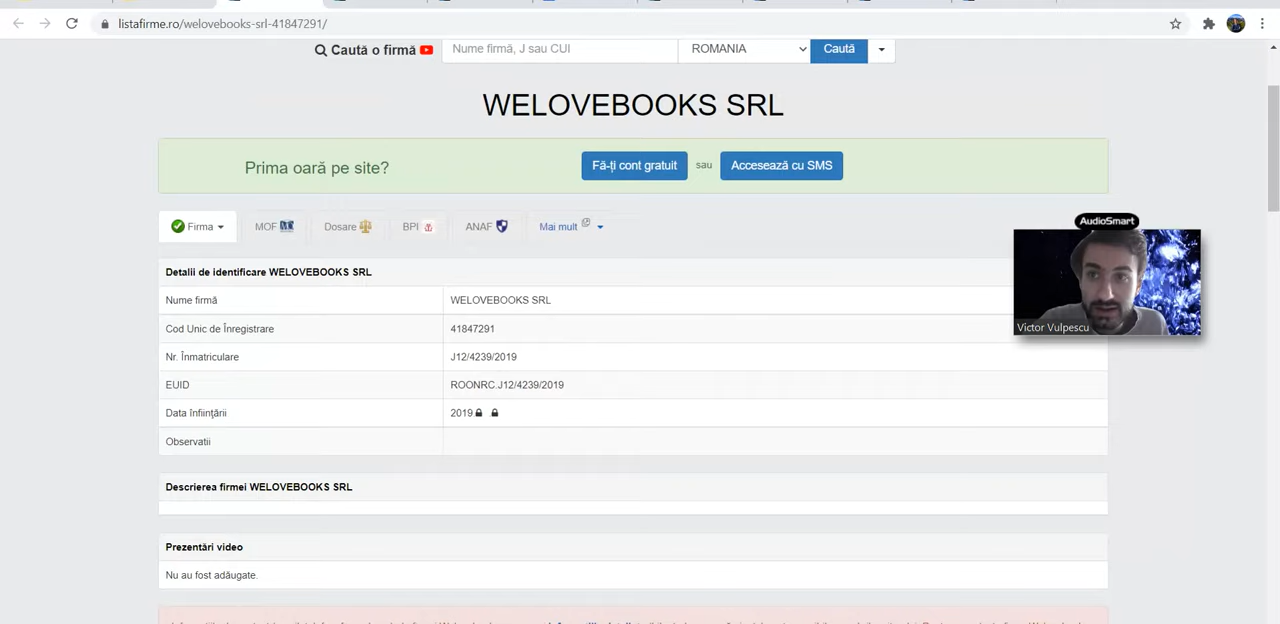 listafirme.ro/welovebooks-srl-41847291/
Caută o firmă
Nume firmă, J sau CUI
ROMANIA
Caută
WELOVEBOOKS SRL
Prima oară pe site?
Fă-ți cont gratuit
sau
Accesează cu SMS
Firma
MOF
Dosare
BPI
ANAF
Mai mult
AudioSmart
Victor Vulpescu
Detalii de identificare WELOVEBOOKS SRL
Nume firmă WELOVEBOOKS SRL
Cod Unic de Înregistrare 41847291
Nr. Înmatriculare J12/4239/2019
EUID ROONRC.J12/4239/2019
Data înființării 2019
Observatii
Descrierea firmei WELOVEBOOKS SRL
Prezentări video
Nu au fost adăugate.